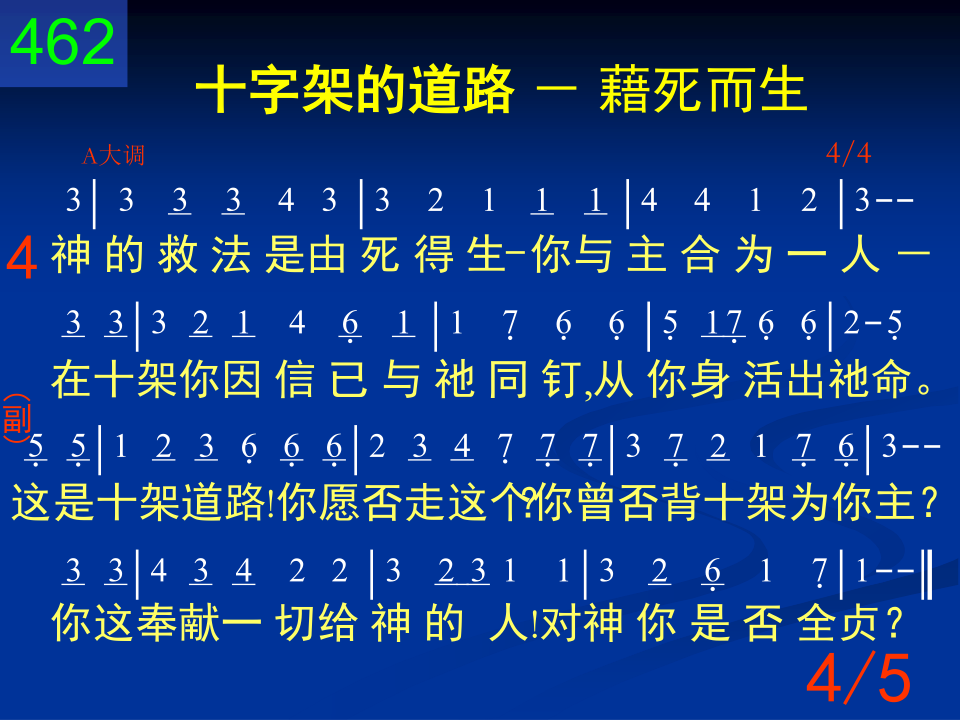 462
十字架的道路 － 藉死而生
A大调 4/4
3| 3 3 3 4 3 |3 2 1 1 1 |4 4 1 2 |3--
4 神的救法是由死得生-你与主合为一人－
3 3|3 2 1 4 6̣ 1 |1 7̣ 6̣ 6̣ |5̣ 17̣ 6̣ 6̣|2-5̣
在十架你因信已与祂同钉,从你身活出祂命。
(副)
5̣ 5̣|1 2 3 6̣ 6̣ 6̣|2 3 4 7̣ 7̣ 7̣|3 7̣ 2 1 7̣ 6̣|3--
这是十架道路!你愿否走这个?你曾否背十架为你主?
3 3|4 3 4 2 2 |3 2 3 1 1 |3 2 6̣ 1 7̣|1--‖
你这奉献一切给神的人!对神你是否全贞?
4/5